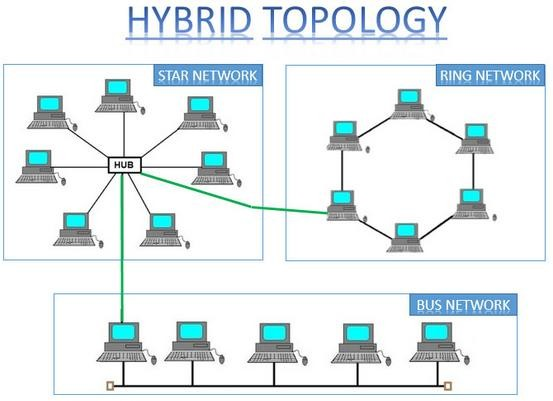 HYBRID TOPOLOGY
STAR NETWORK
RING NETWORK
HUB
BUS NETWORK